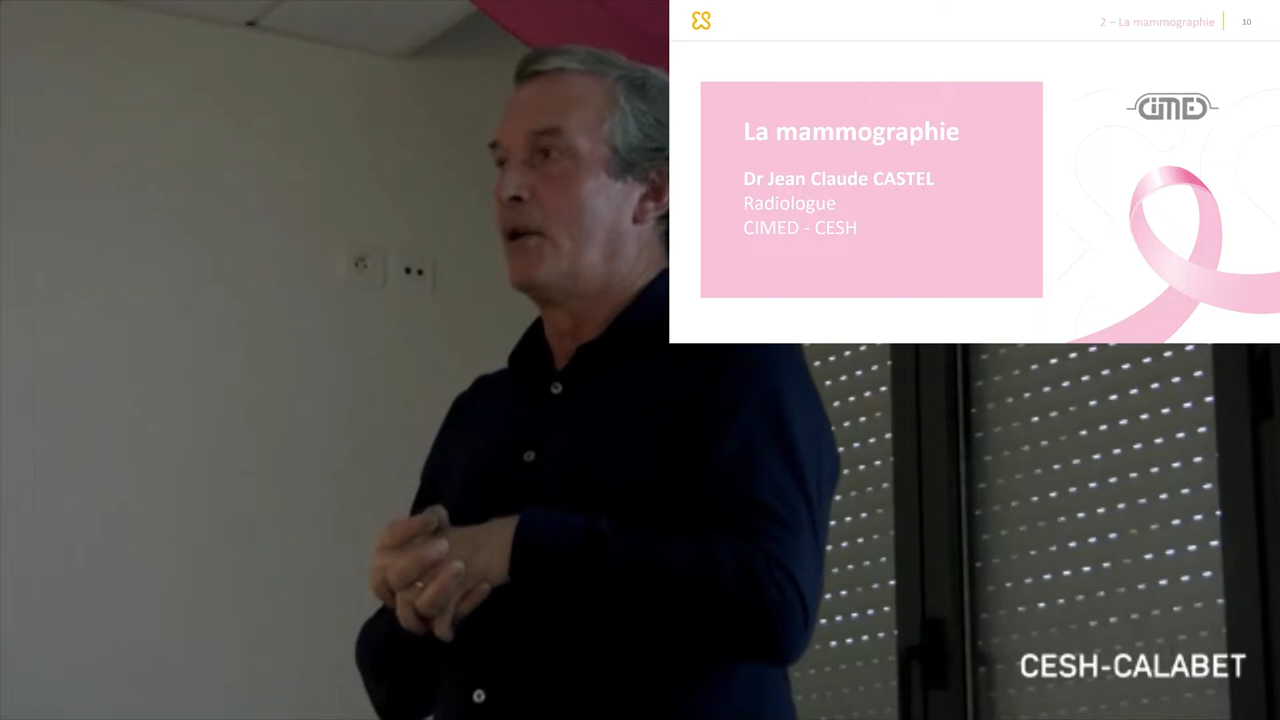 2 – La mammographie
10
CIMED
La mammographie
Dr Jean Claude CASTEL
Radiologue
CIMED - CESH
CESH-CALABET